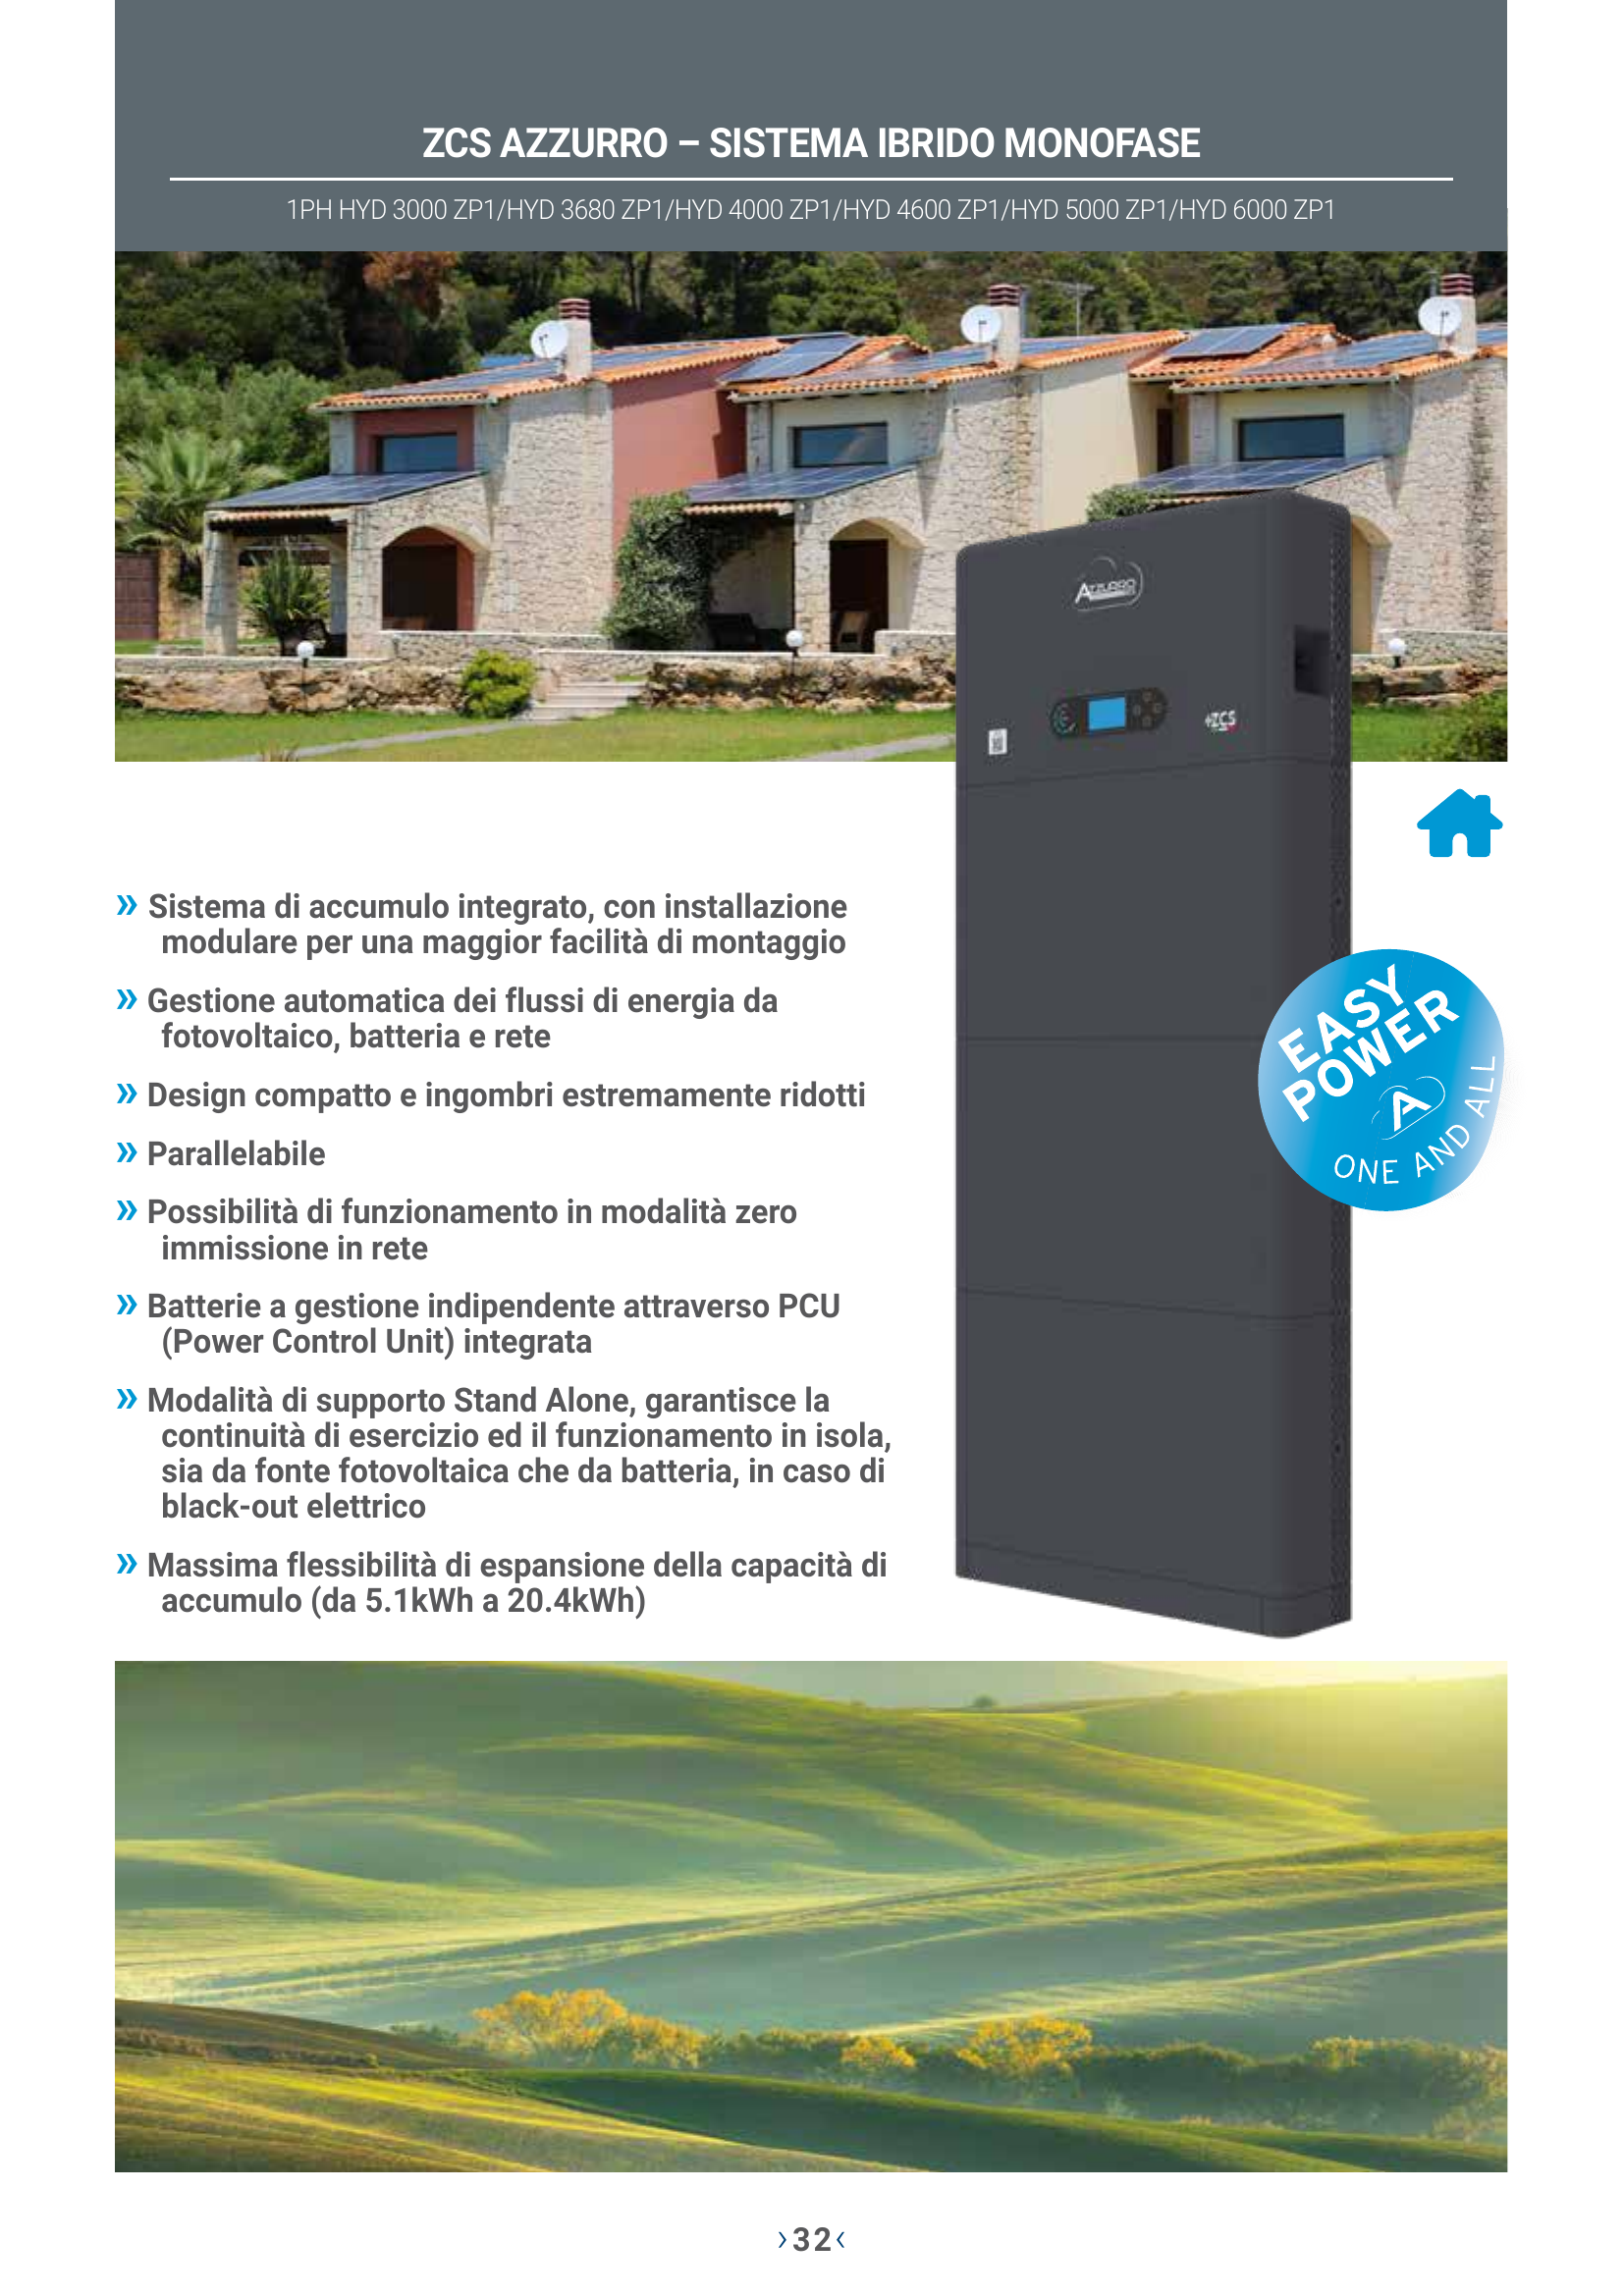 ZCS AZZURRO – SISTEMA IBRIDO MONOFASE
1PH HYD 3000 ZP1/HYD 3680 ZP1/HYD 4000 ZP1/HYD 4600 ZP1/HYD 5000 ZP1/HYD 6000 ZP1
AZZURRO
ZCS
» Sistema di accumulo integrato, con installazione
modulare per una maggior facilità di montaggio
» Gestione automatica dei flussi di energia da
fotovoltaico, batteria e rete
» Design compatto e ingombri estremamente ridotti
» Parallelabile
» Possibilità di funzionamento in modalità zero
immissione in rete
» Batterie a gestione indipendente attraverso PCU
(Power Control Unit) integrata
» Modalità di supporto Stand Alone, garantisce la
continuità di esercizio ed il funzionamento in isola,
sia da fonte fotovoltaica che da batteria, in caso di
black-out elettrico
» Massima flessibilità di espansione della capacità di
accumulo (da 5.1kWh a 20.4kWh)
EASY
POWER
A
ONE AND ALL
›32‹